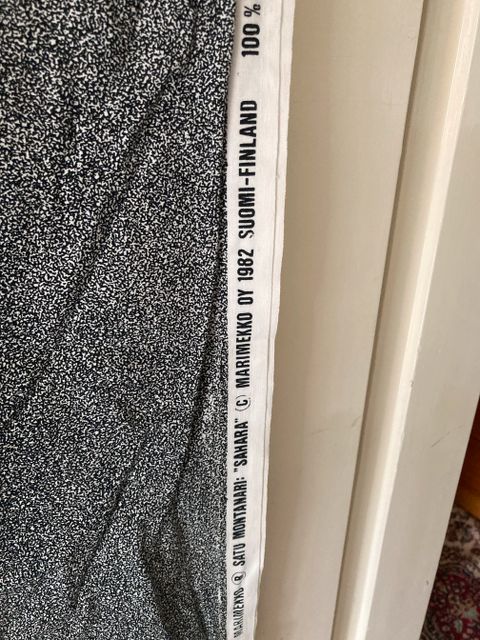 MARIMEKKO ® SATU MONTANARI: "SAHARA" (C) MARIMEKKO OY 1982 SUOMI-FINLAND 100 %